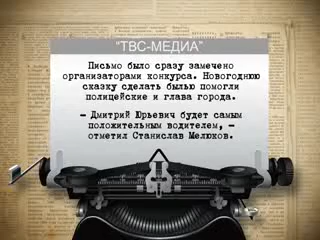 "ТВС-МЕДИА"
Письмо было сразу замечено
организаторами конкурса. Новогоднюю
сказку сделать былью помогли
полицейские и глава города.
– Дмитрий Юрьевич будет самым
положительным водителем, –
отметил Станислав Мелюков.